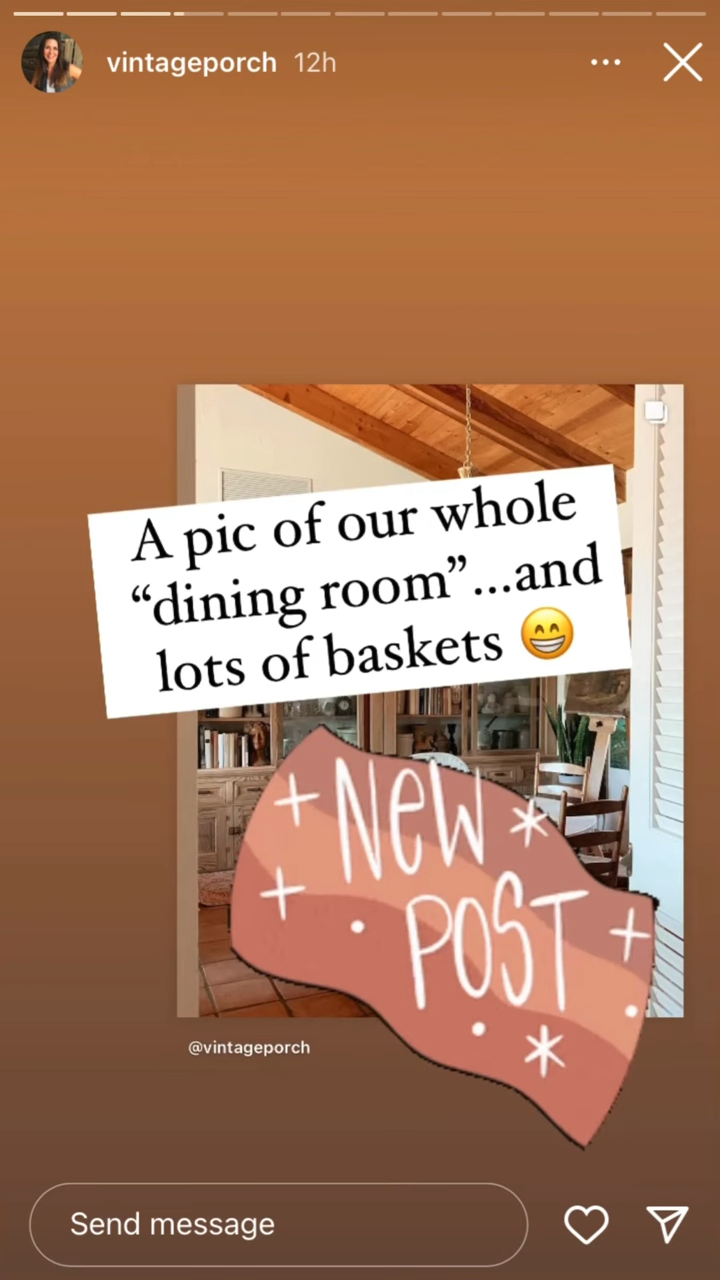 vintageporch 12h
A pic of our whole
“dining room”...and
lots of baskets 😁
NEW
POST
@vintageporch
Send message